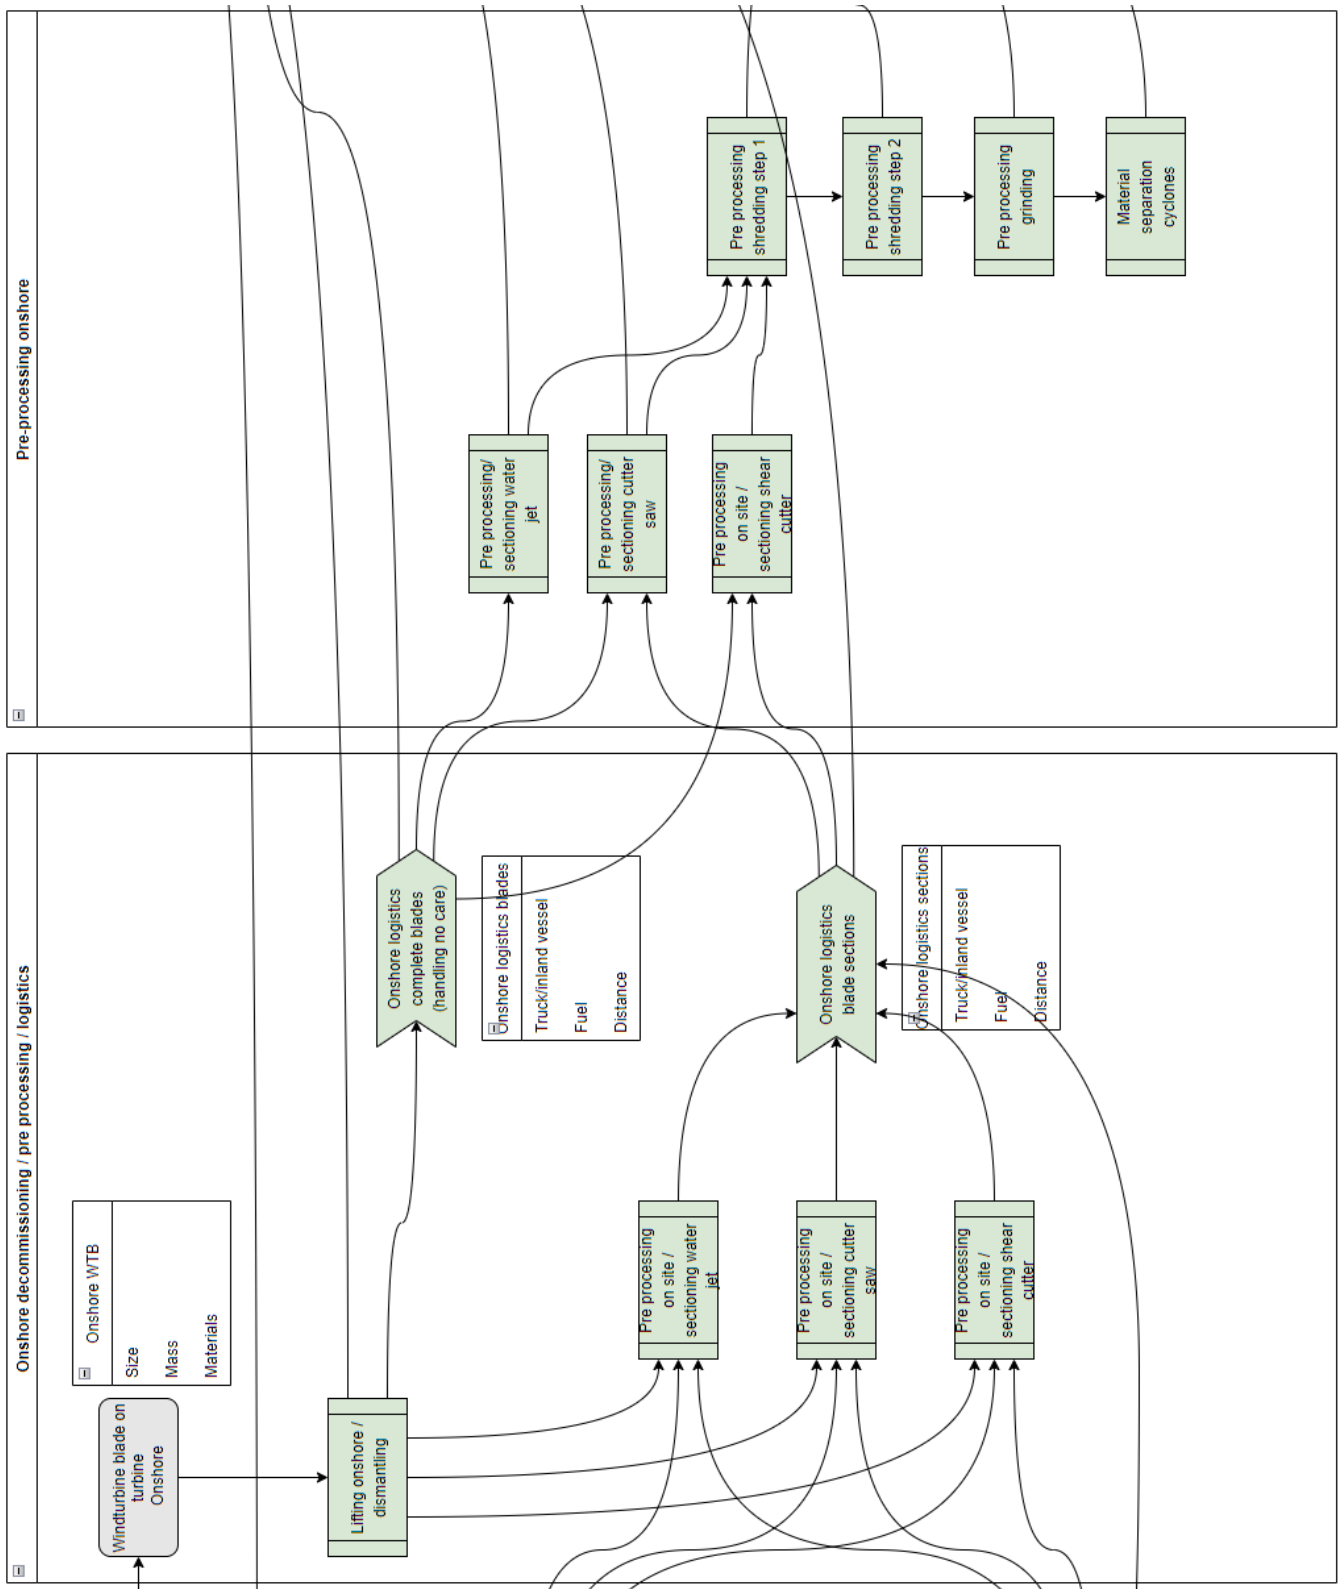 Pre-processing onshore
Pre processing/
sectioning water
jet
Pre processing/
sectioning cutter
saw
Pre processing
on site /
sectioning shear
cutter
Pre processing
shredding step 1
Pre processing
shredding step 2
Pre processing
grinding
Material
separation
cyclones
Onshore decommissioning / pre processing / logistics
Windturbine blade on
turbine
Onshore
Onshore WTB
Size
Mass
Materials
Lifting onshore /
dismantling
Onshore logistics
complete blades
(handling no care)
Onshore logistics blades
Truck/inland vessel
Fuel
Distance
Pre processing
on site /
sectioning water
jet
Pre processing
on site /
sectioning cutter
saw
Pre processing
on site /
sectioning shear
cutter
Onshore logistics
blade sections
Onshore logistics sections
Truck/inland vessel
Fuel
Distance